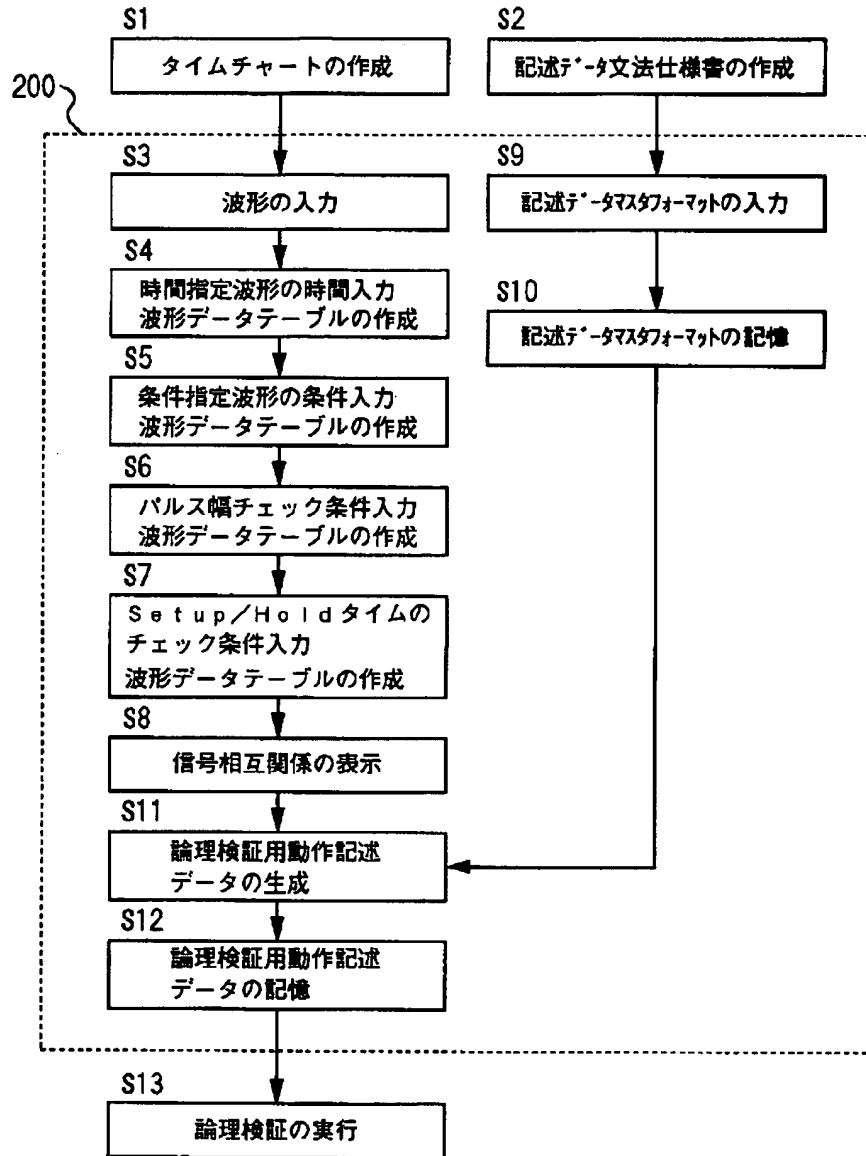 S1
タイムチャートの作成
S2
記述データ文法仕様書の作成
200
S3
波形の入力
S9
記述データマスタフォーマットの入力
S4
時間指定波形の時間入力
波形データテーブルの作成
S10
記述データマスタフォーマットの記憶
S5
条件指定波形の条件入力
波形データテーブルの作成
S6
パルス幅チェック条件入力
波形データテーブルの作成
S7
Setup/Holdタイムの
チェック条件入力
波形データテーブルの作成
S8
信号相互関係の表示
S11
論理検証用動作記述
データの生成
S12
論理検証用動作記述
データの記憶
S13
論理検証の実行